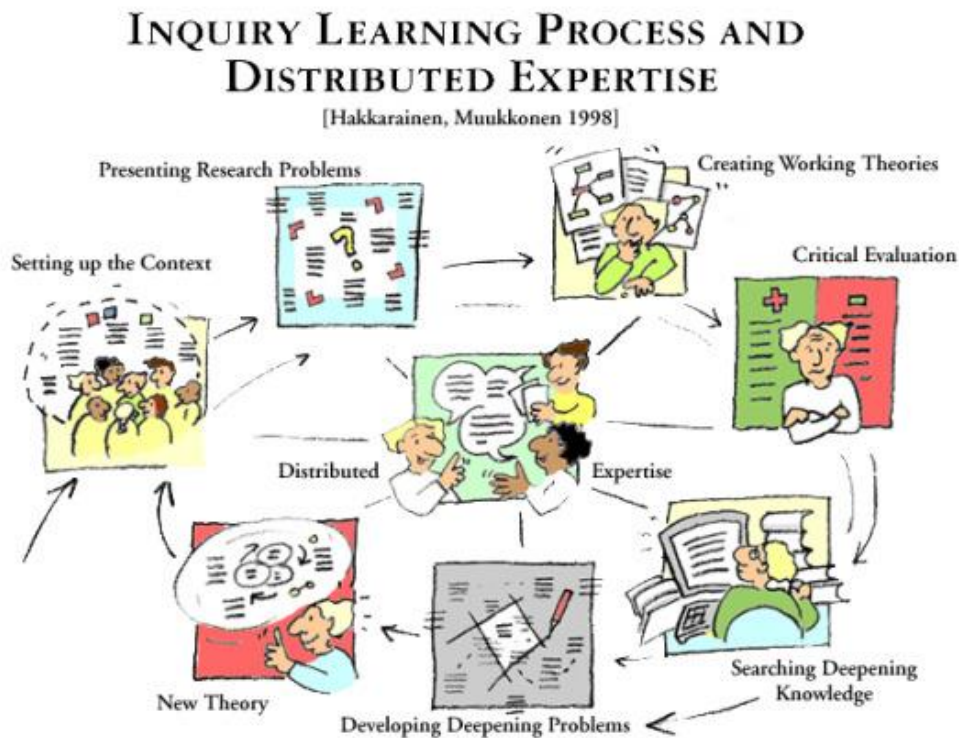 INQUIRY LEARNING PROCESS AND
DISTRIBUTED EXPERTISE
[Hakkarainen, Muukkonen 1998]
Presenting Research Problems
Creating Working Theories
Setting up the Context
Critical Evaluation
Distributed
Expertise
Searching Deepening
Knowledge
New Theory
Developing Deepening Problems